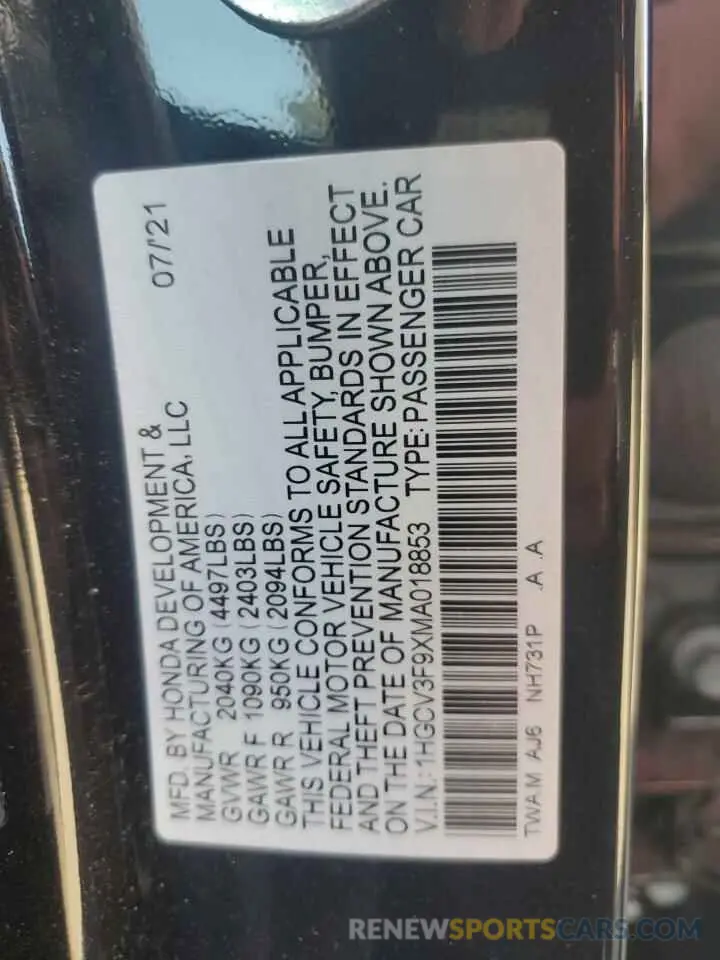 MFD. BY HONDA DEVELOPMENT &
MANUFACTURING OF AMERICA, LLC 07/'21
GVWR 2040KG (4497LBS)
GAWR F 1090KG (2403LBS)
GAWR R 950KG (2094LBS)
THIS VEHICLE CONFORMS TO ALL APPLICABLE
FEDERAL MOTOR VEHICLE SAFETY, BUMPER,
AND THEFT PREVENTION STANDARDS IN EFFECT
ON THE DATE OF MANUFACTURE SHOWN ABOVE.
V.I.N.: 1HGCV3F9XMA018853 TYPE: PASSENGER CAR
TWA M AJ6 NH731P .A .A
RENEWSPORTSCARS.COM